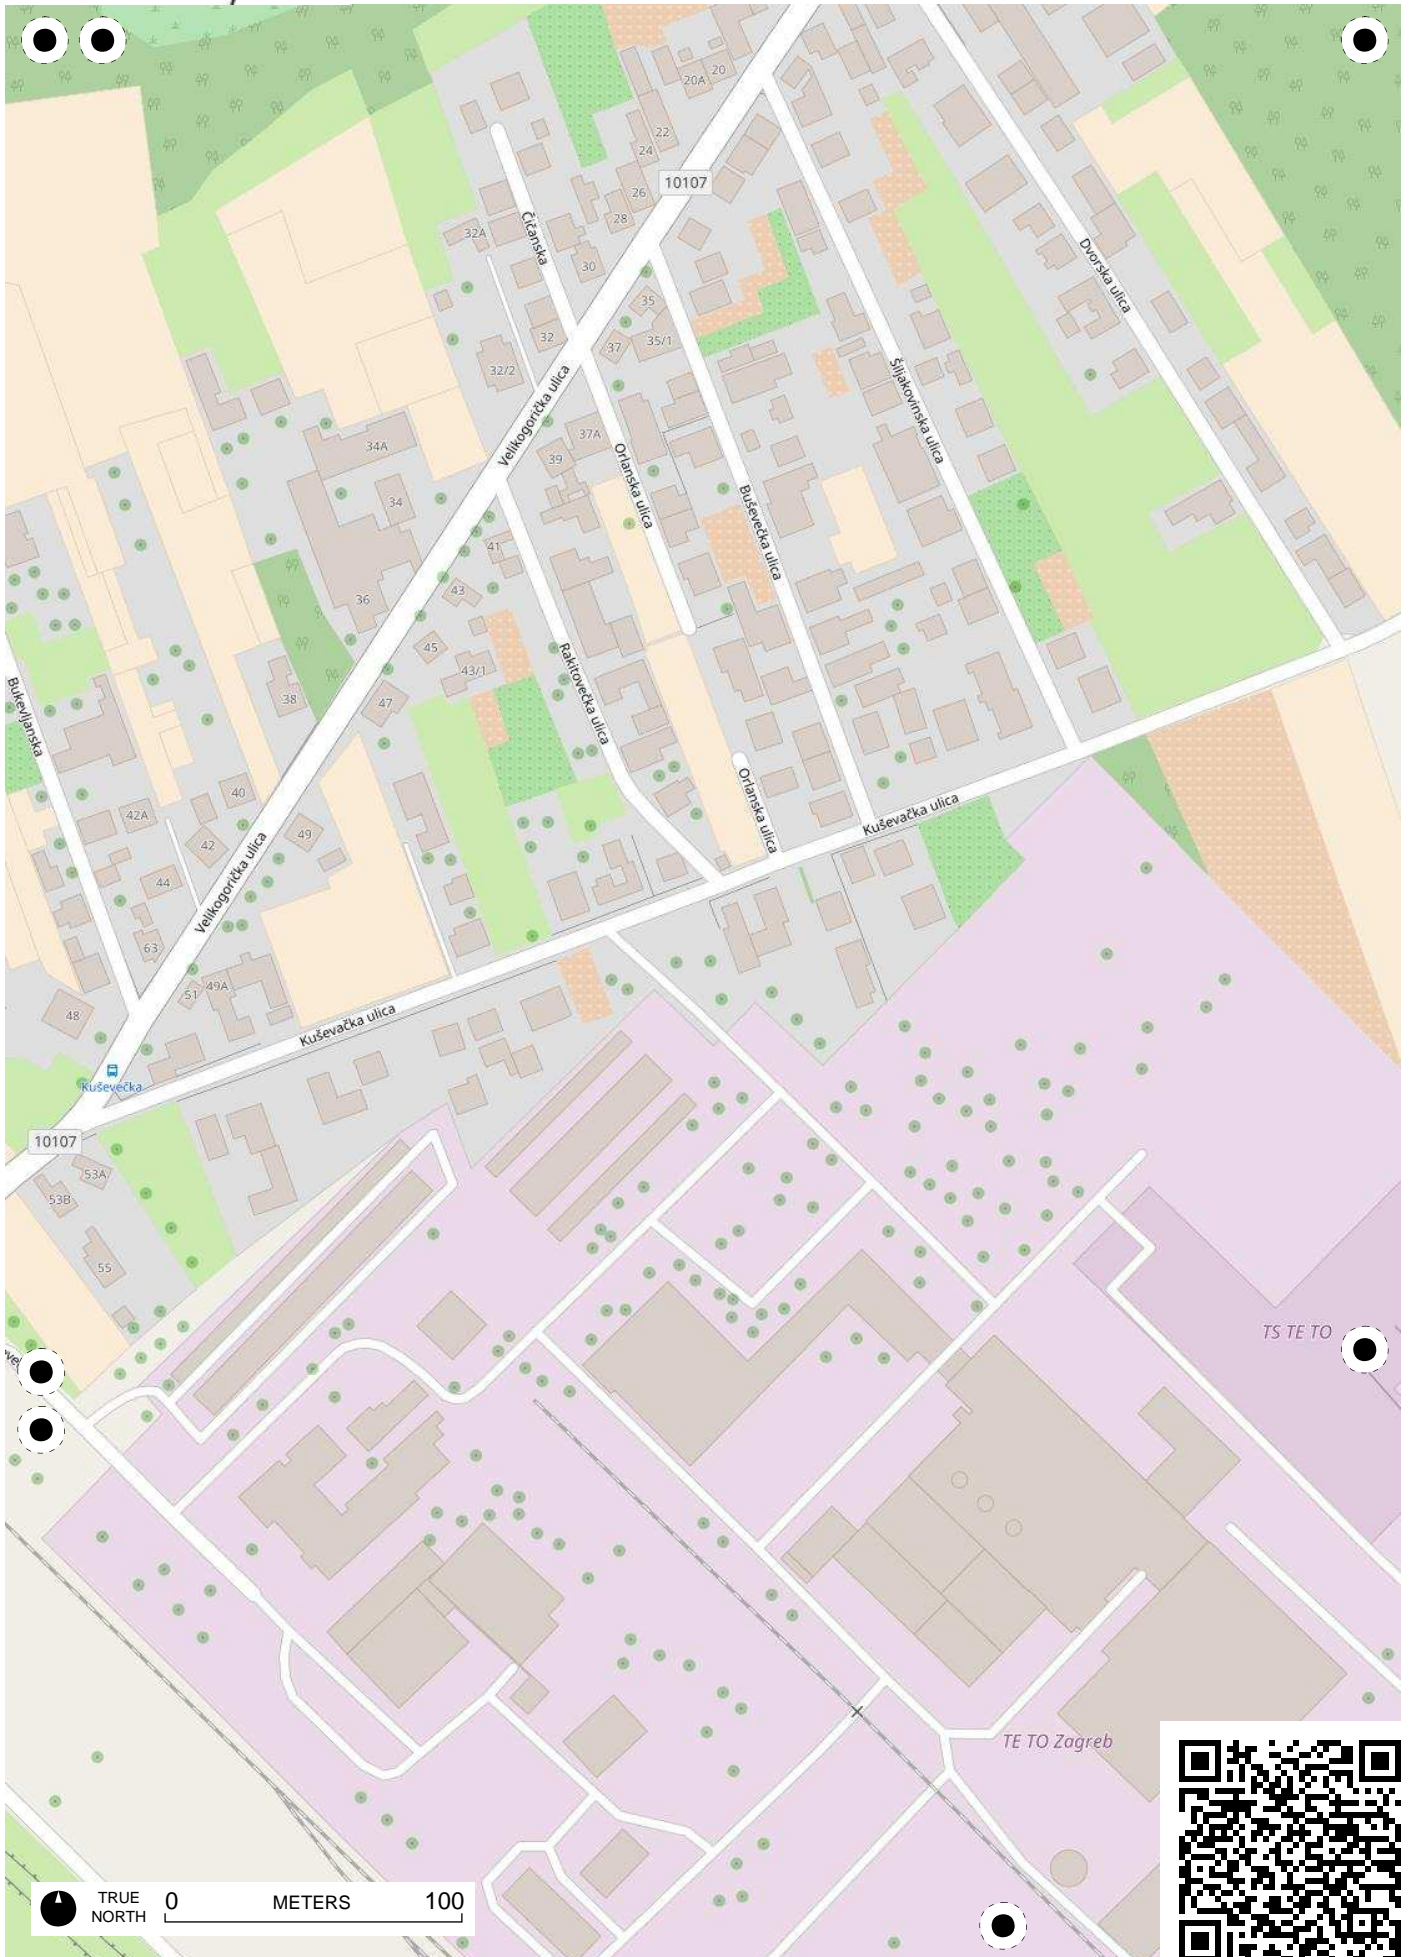 20
20A
22
24
10107
26
28
Čičanska
32A
30
Dvorska ulica
35
32
35/1
37
32/2
Šiljakovinska ulica
Velikogorička ulica
37A
34A
39
Orlanska ulica
34
Buševečka ulica
41
43
36
45
43/1
Rakitovečka ulica
38
47
Bukevljanska
40
Orlanska ulica
42A
Kuševačka ulica
49
42
Velikogorička ulica
44
63
49A
51
48
Kuševačka ulica
Kuševečka
10107
53A
53B
55
TS TE TO
TE TO Zagreb
TRUE
NORTH
0 METERS 100